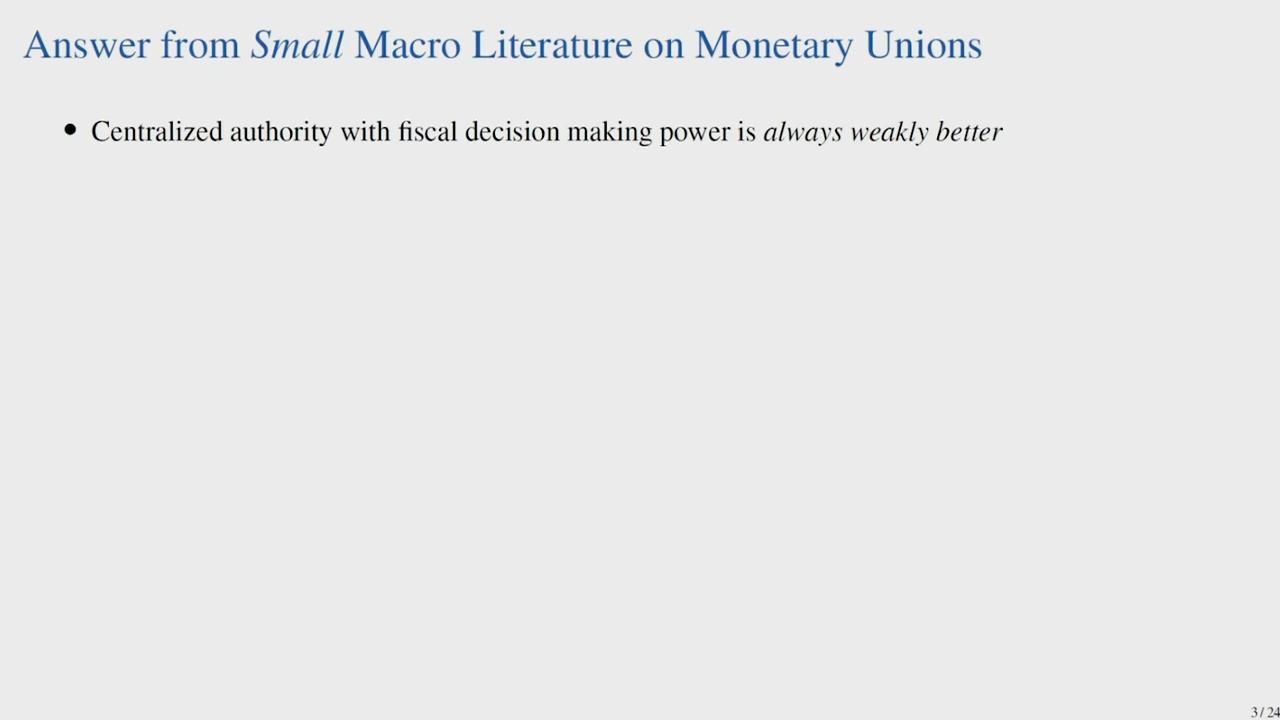 Answer from Small Macro Literature on Monetary Unions
• Centralized authority with fiscal decision making power is always weakly better
3 / 24